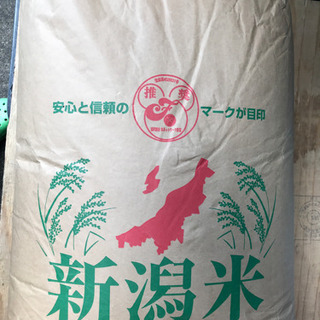 推奨
安心と信頼の マークが目印
新潟米